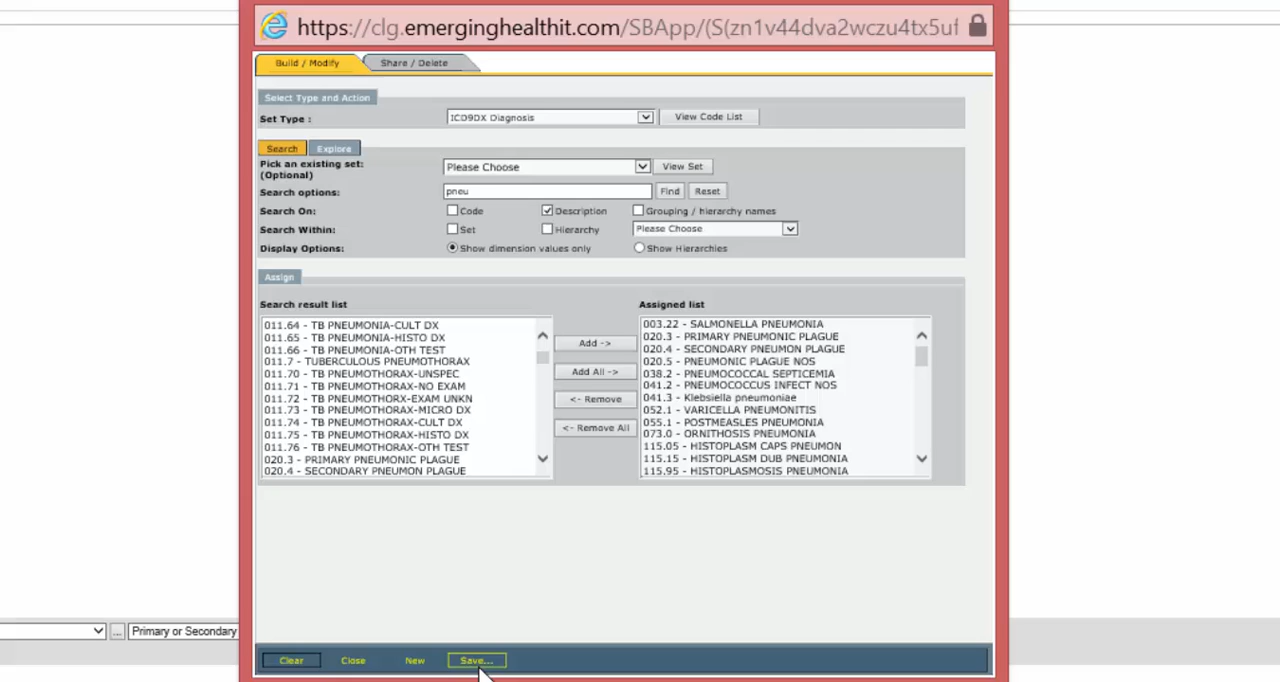 https://clg.emerginghealthit.com/SBApp/(S(zn1v44dva2wczu4tx5uf
Build / Modify
Share / Delete
Select Type and Action
Set Type :
ICD9DX Diagnosis
View Code List
Search
Explore
Pick an existing set:
(Optional)
Please Choose
View Set
Search options:
pneu
Find
Reset
Search On:
Code
Description
Grouping / hierarchy names
Search Within:
Set
Hierarchy
Please Choose
Display Options:
Show dimension values only
Show Hierarchies
Assign
Search result list
011.64 - TB PNEUMONIA-CULT DX
011.65 - TB PNEUMONIA-HISTO DX
011.66 - TB PNEUMONIA-OTH TEST
011.7 - TUBERCULOUS PNEUMOTHORAX
011.70 - TB PNEUMOTHORAX-UNSPEC
011.71 - TB PNEUMOTHORAX-NO EXAM
011.72 - TB PNEUMOTHORX-EXAM UNKN
011.73 - TB PNEUMOTHORAX-MICRO DX
011.74 - TB PNEUMOTHORAX-CULT DX
011.75 - TB PNEUMOTHORAX-HISTO DX
011.76 - TB PNEUMOTHORAX-OTH TEST
020.3 - PRIMARY PNEUMONIC PLAGUE
020.4 - SECONDARY PNEUMON PLAGUE
Add ->
Add All ->
<- Remove
<- Remove All
Assigned list
003.22 - SALMONELLA PNEUMONIA
020.3 - PRIMARY PNEUMONIC PLAGUE
020.4 - SECONDARY PNEUMON PLAGUE
020.5 - PNEUMONIC PLAGUE NOS
038.2 - PNEUMOCOCCAL SEPTICEMIA
041.2 - PNEUMOCOCCUS INFECT NOS
041.3 - Klebsiella pneumoniae
052.1 - VARICELLA PNEUMONITIS
055.1 - POSTMEASLES PNEUMONIA
073.0 - ORNITHOSIS PNEUMONIA
115.05 - HISTOPLASM CAPS PNEUMON
115.15 - HISTOPLASM DUB PNEUMONIA
115.95 - HISTOPLASMOSIS PNEUMONIA
... Primary or Secondary
Clear
Close
New
Save...